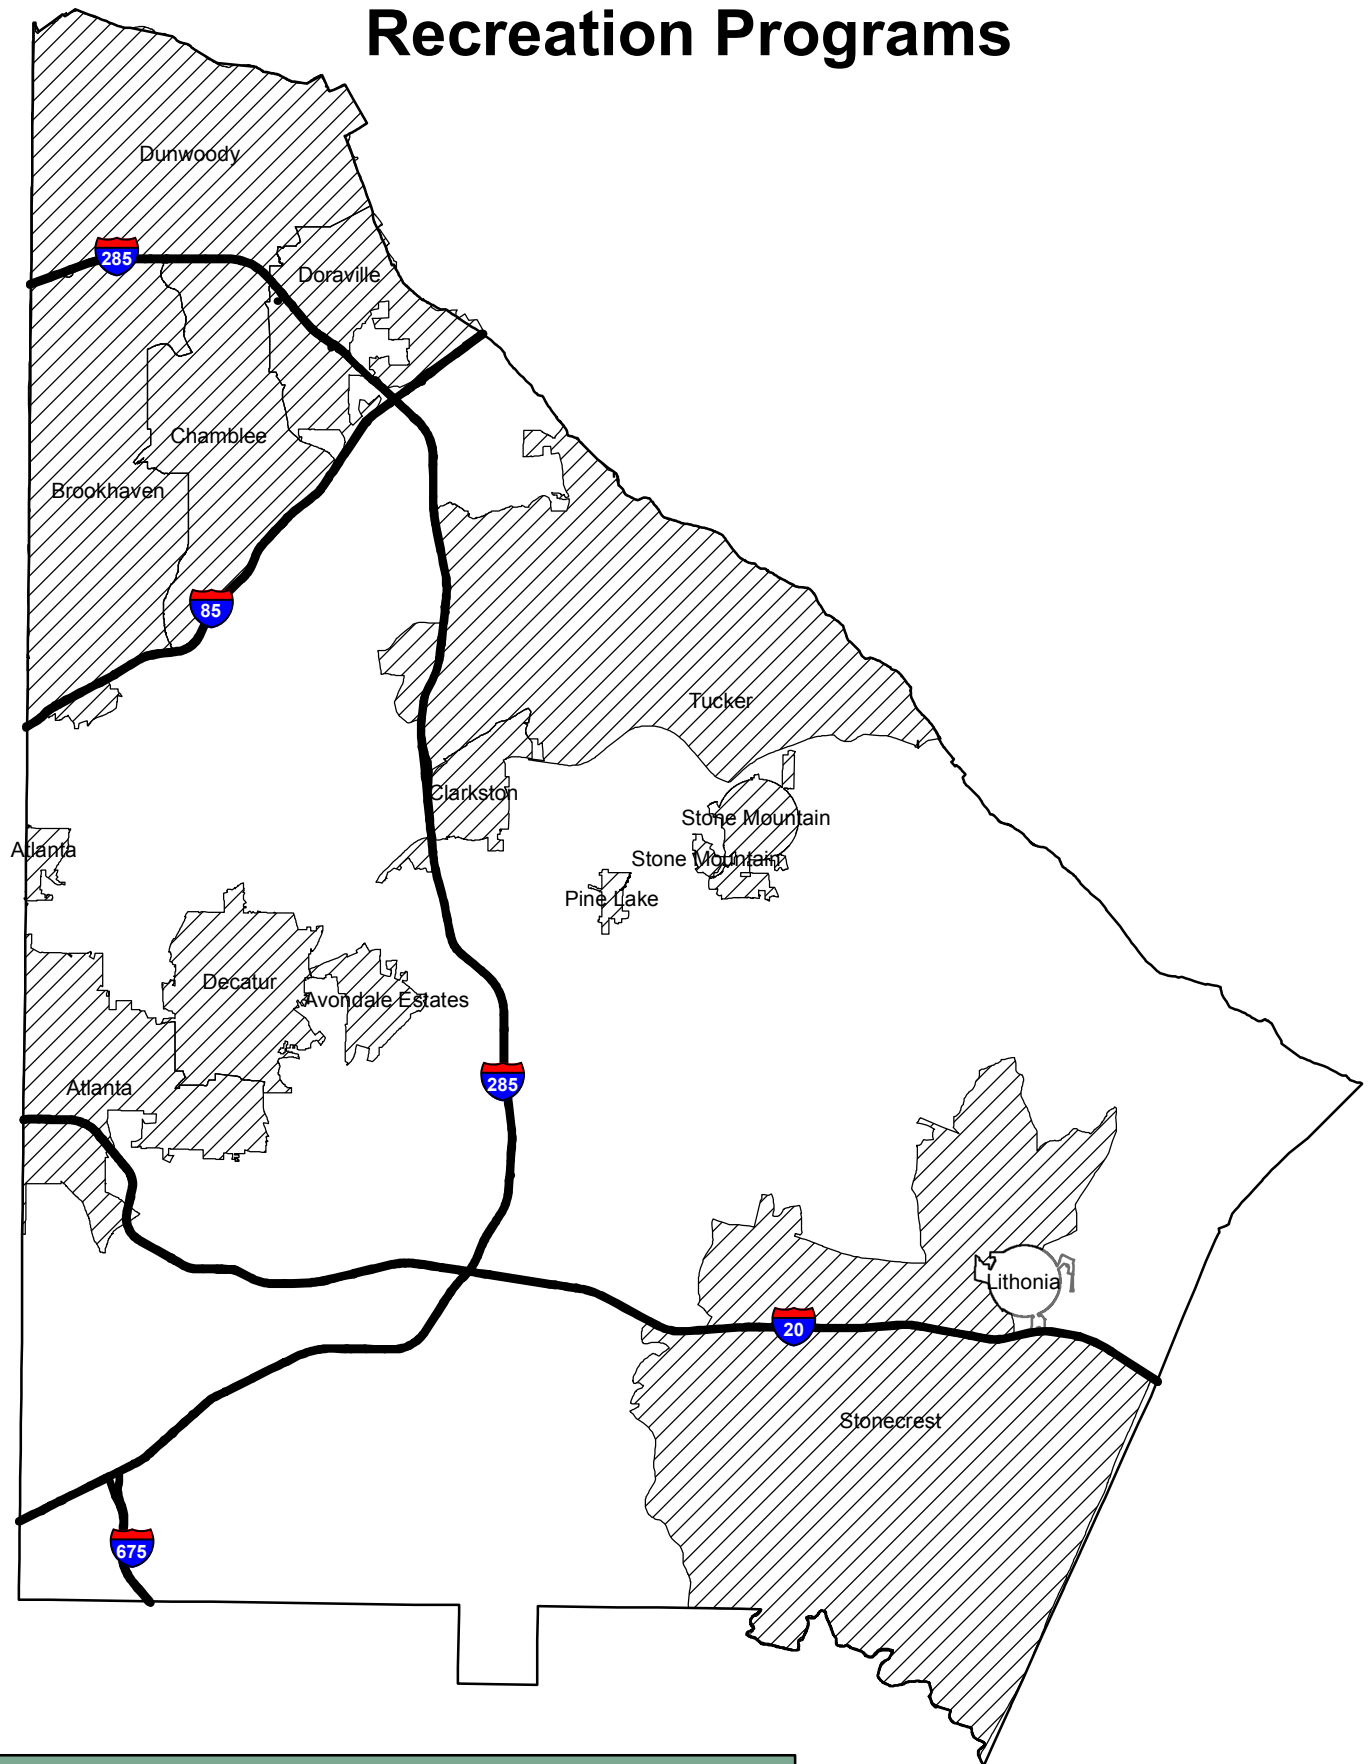 Recreation Programs
Dunwoody
285
Doraville
Chamblee
Brookhaven
85
Tucker
Clarkston
Stone Mountain
Atlanta
Stone Mountain
Pine Lake
Decatur
Avondale Estates
285
Atlanta
Lithonia
20
Stonecrest
675